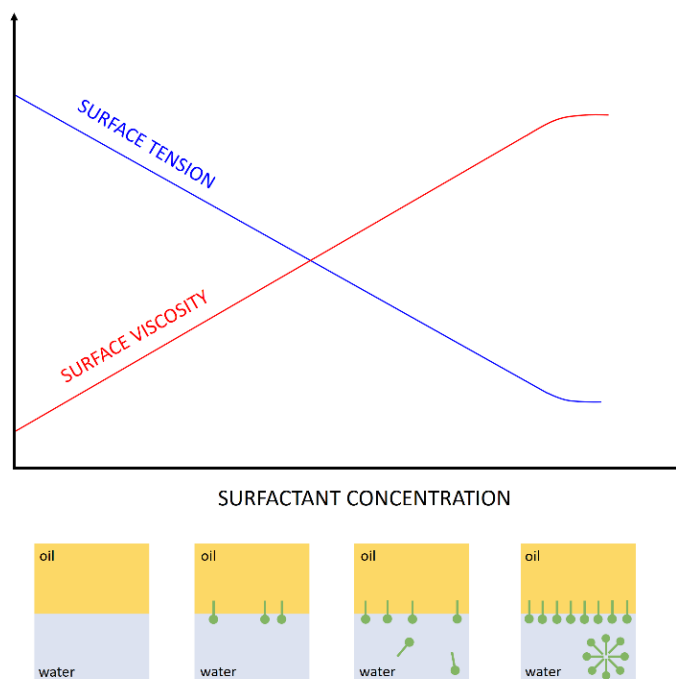 SURFACE TENSION
SURFACE VISCOSITY
SURFACTANT CONCENTRATION
oil
oil
oil
oil
water
water
water
water